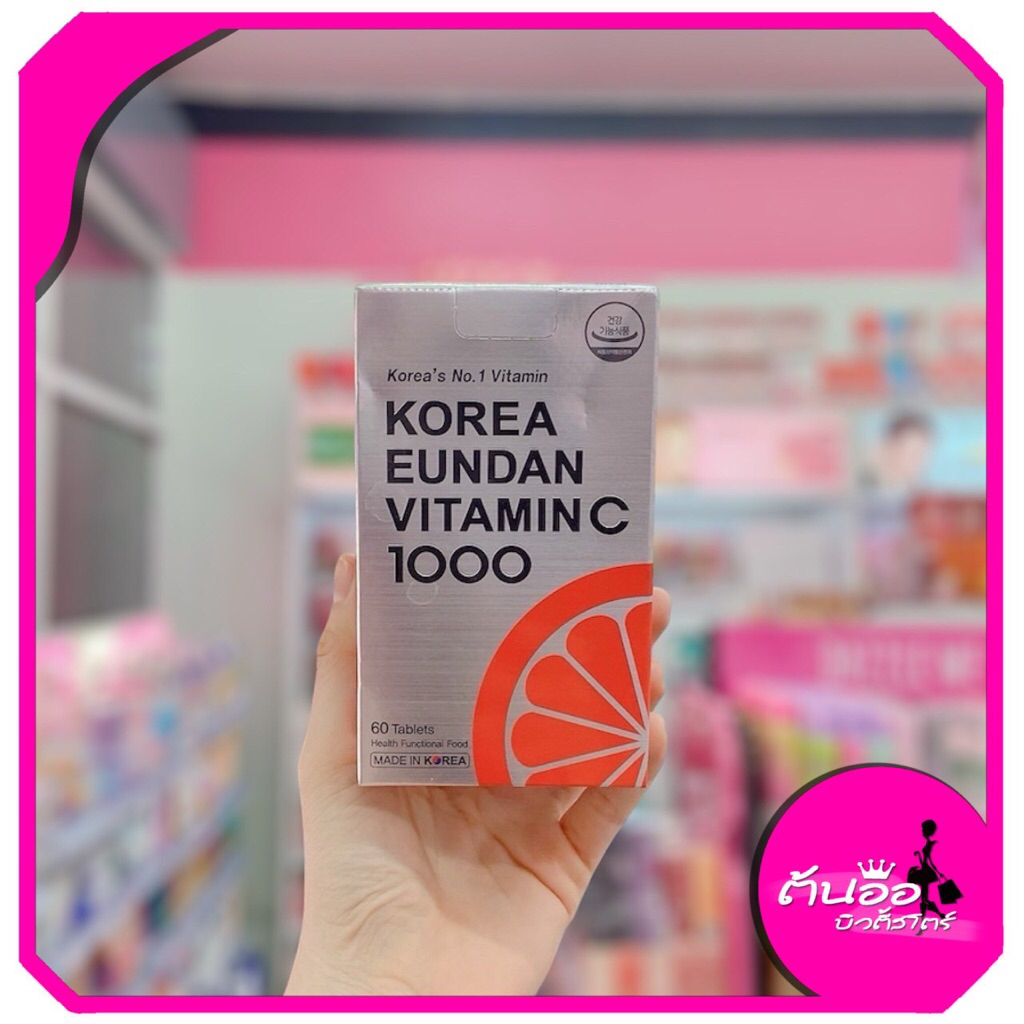 건강
기능식품
Korea's No.1 Vitamin
KOREA
EUNDAN
VITAMIN C
1000
60 Tablets
Health Functional Food
MADE IN KOREA
ต้นอ้อ
บิวตี้ชโตร์